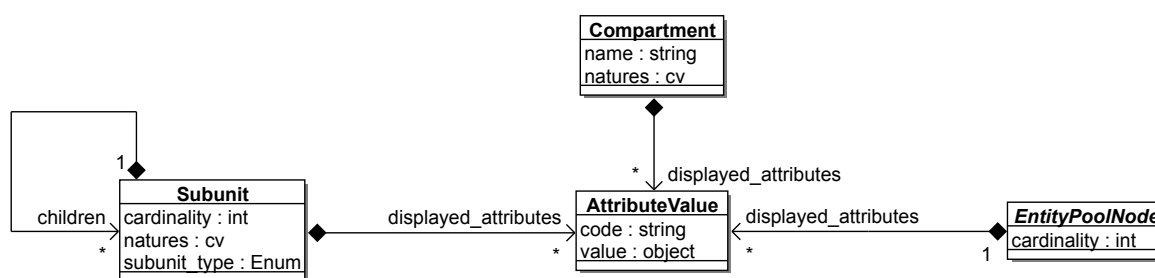 Compartment
name : string
natures : cv
1
* displayed_attributes
Subunit
cardinality : int
natures : cv
subunit_type : Enum
children
*
displayed_attributes
*
AttributeValue
code : string
value : object
displayed_attributes
*
1
EntityPoolNode
cardinality : int